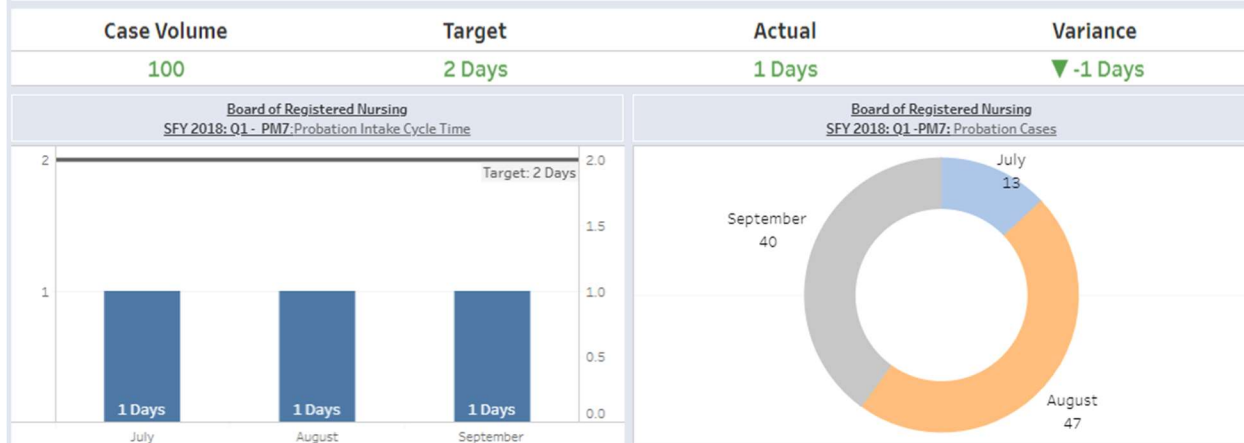 Case Volume Target Actual Variance
100 2 Days 1 Days ▼ -1 Days
Board of Registered Nursing
SFY 2018: Q1 - PM7:Probation Intake Cycle Time
2 2.0
Target: 2 Days
1.5
1 1.0
0.5
0.0
1 Days 1 Days 1 Days
July August September
Board of Registered Nursing
SFY 2018: Q1 -PM7: Probation Cases
July
13
September
40
August
47